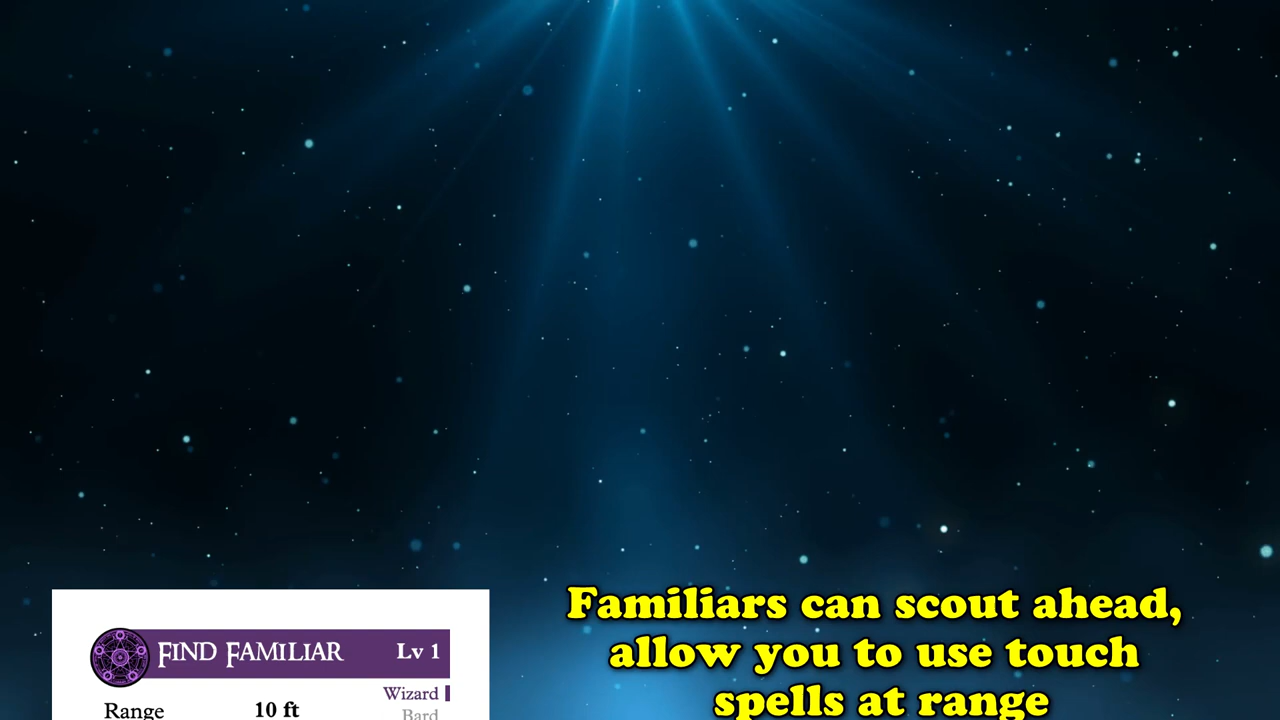 FIND FAMILIAR Lv 1
Wizard
Range 10 ft
Bard
Familiars can scout ahead,
allow you to use touch
spells at range